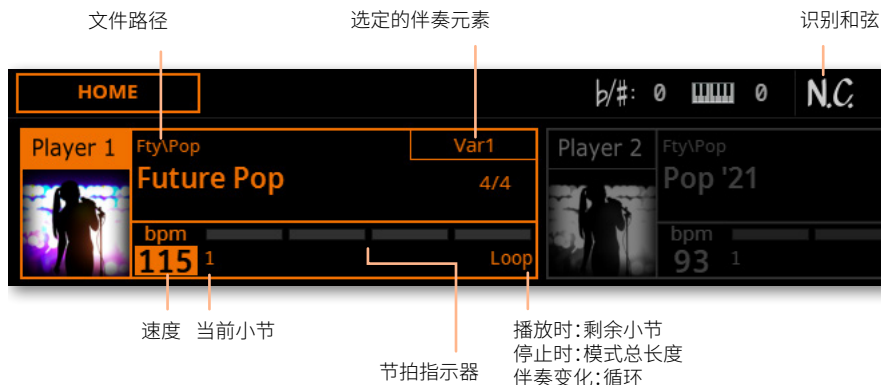 文件路径
选定的伴奏元素
识别和弦
HOME
♭/♯: 0 0 N.C.
Player 1
Fty\Pop
Var1
Future Pop
4/4
bpm
115
1
Loop
Player 2
Fty\Pop
Pop '21
bpm
93
1
速度
当前小节
节拍指示器
播放时:剩余小节
停止时:模式总长度
伴奏变化:循环